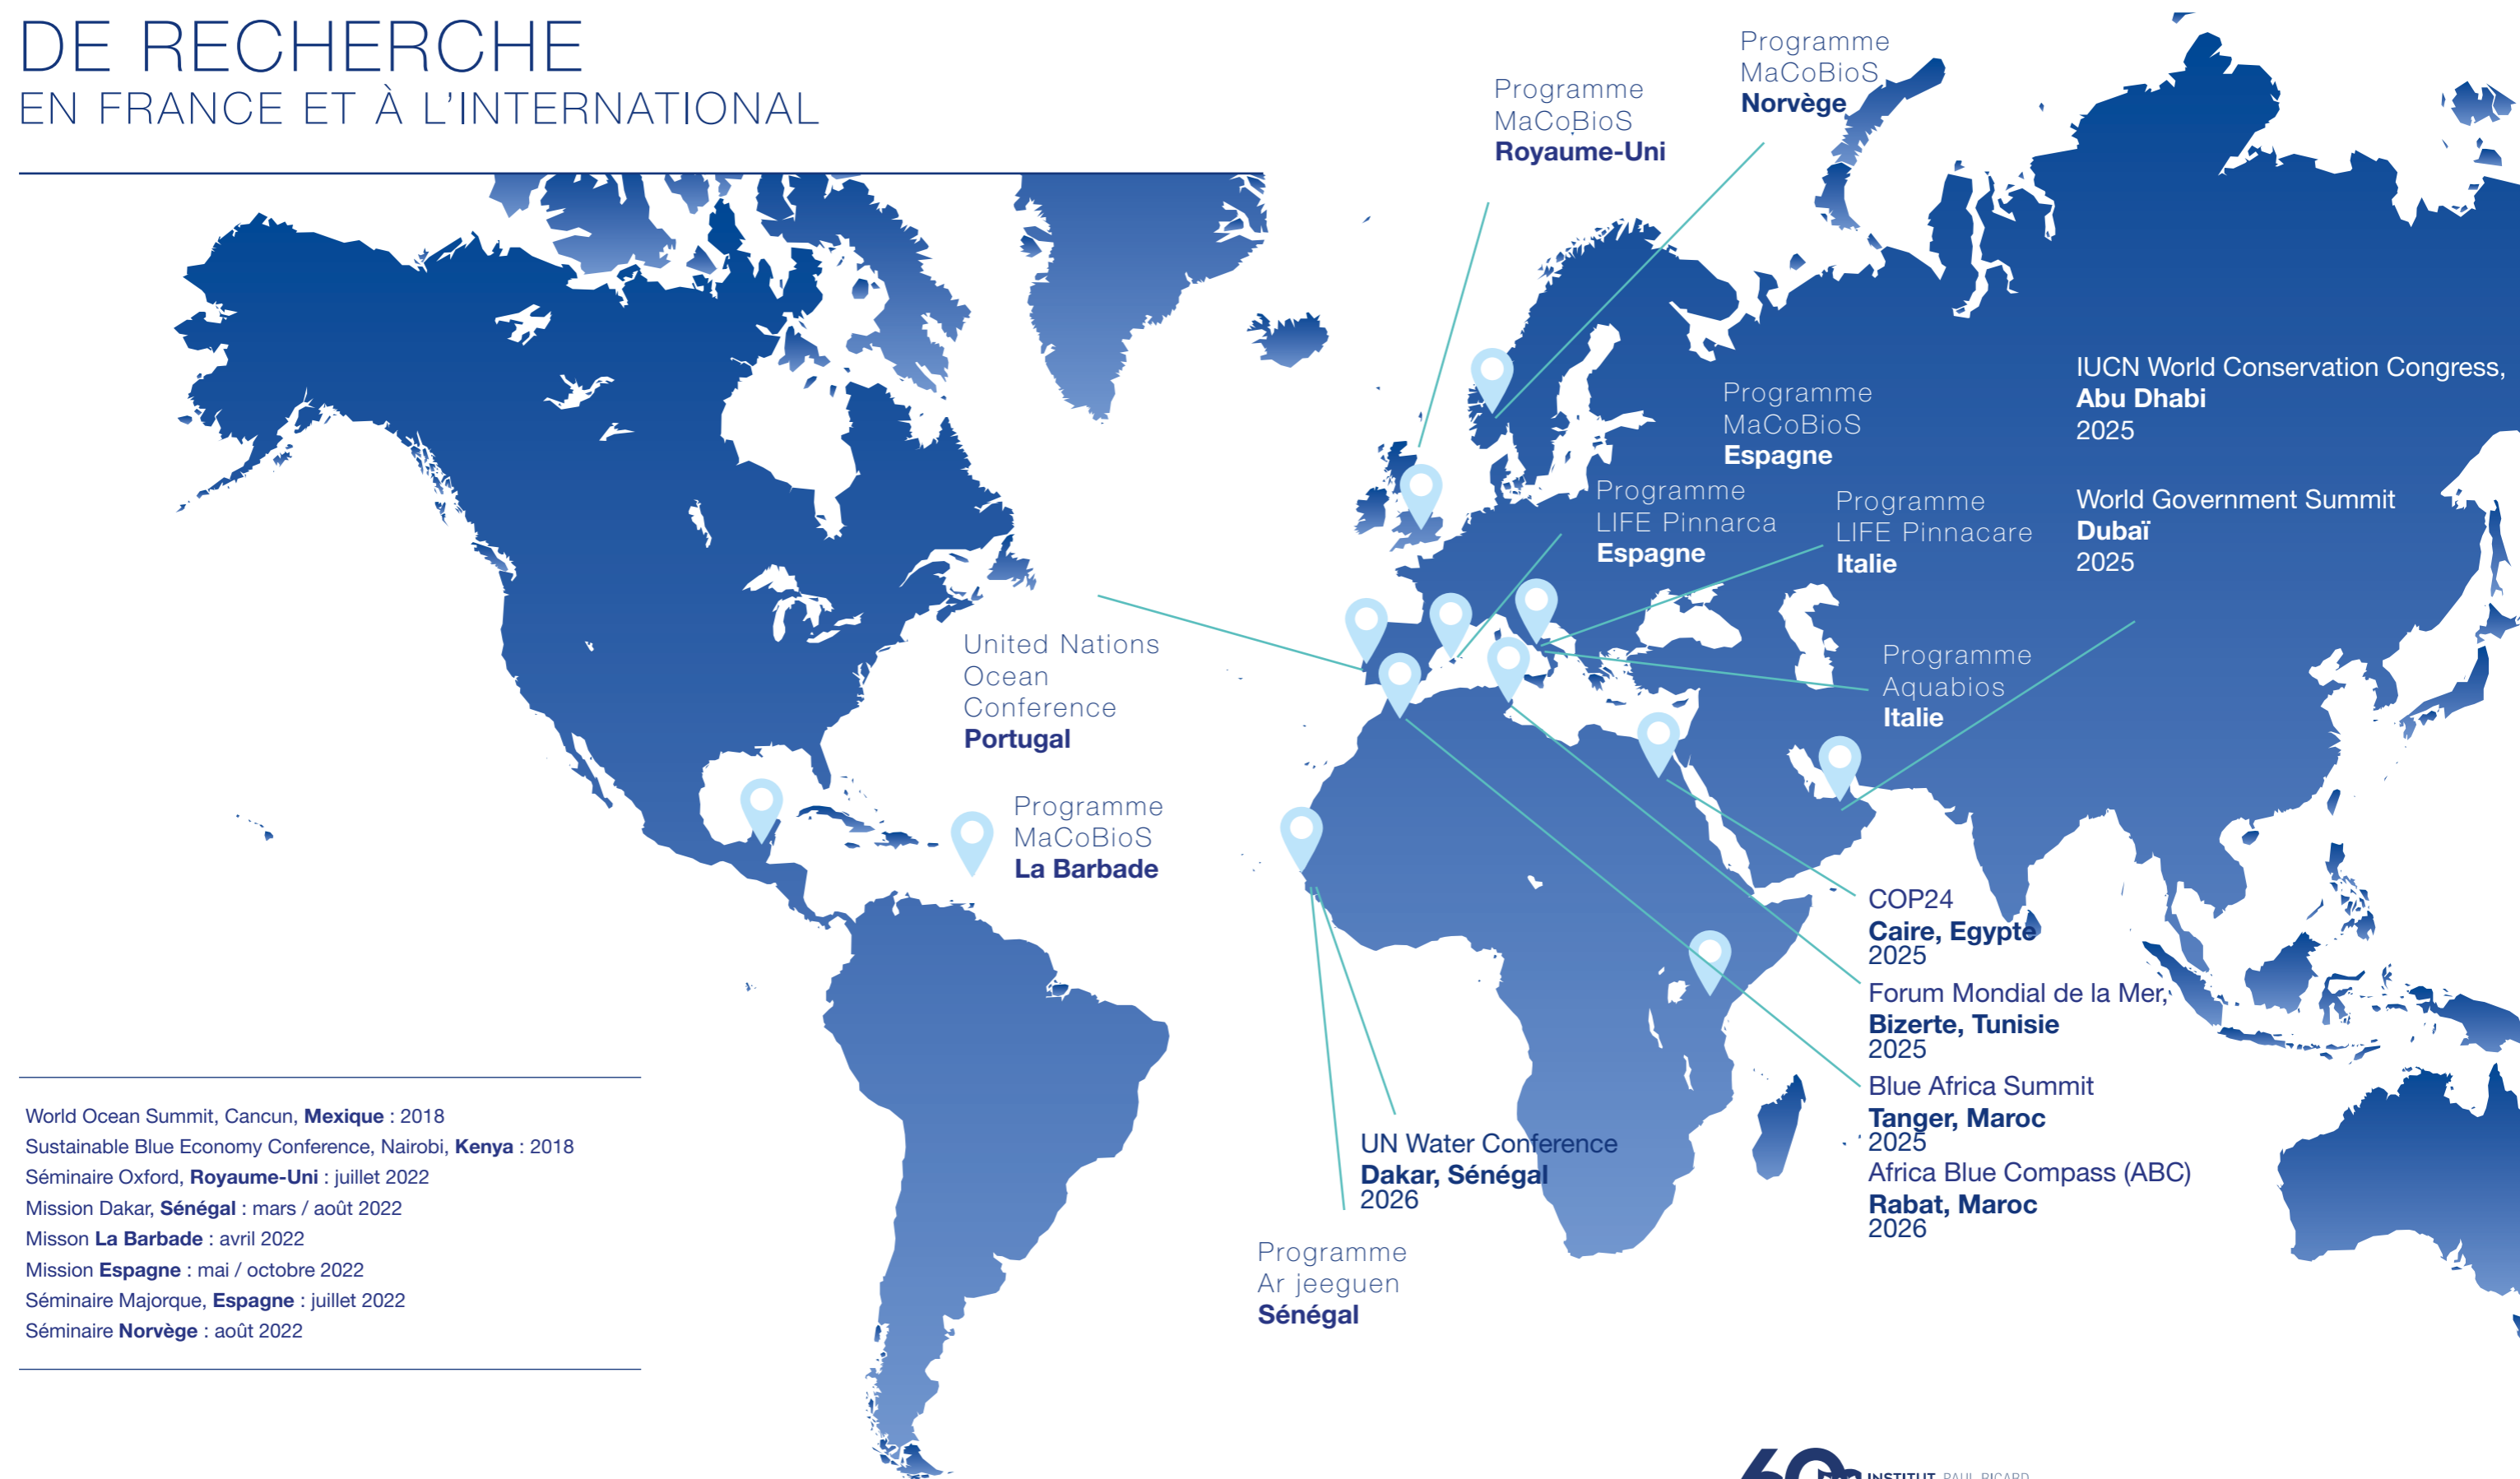 DE RECHERCHE
EN FRANCE ET À L'INTERNATIONAL
Programme
MaCoBioS
Royaume-Uni
Programme
MaCoBioS
Norvège
Programme
MaCoBioS
Espagne
Programme
LIFE Pinnarca
Espagne
Programme
LIFE Pinnacare
Italie
IUCN World Conservation Congress,
Abu Dhabi
2025
World Government Summit
Dubaï
2025
United Nations
Ocean
Conference
Portugal
Programme
Aquabios
Italie
Programme
MaCoBioS
La Barbade
COP24
Caire, Egypte
2025
Forum Mondial de la Mer,
Bizerte, Tunisie
2025
Blue Africa Summit
Tanger, Maroc
2025
Africa Blue Compass (ABC)
Rabat, Maroc
2026
UN Water Conference
Dakar, Sénégal
2026
Programme
Ar jeeguen
Sénégal
World Ocean Summit, Cancun, Mexique : 2018
Sustainable Blue Economy Conference, Nairobi, Kenya : 2018
Séminaire Oxford, Royaume-Uni : juillet 2022
Mission Dakar, Sénégal : mars / août 2022
Misson La Barbade : avril 2022
Mission Espagne : mai / octobre 2022
Séminaire Majorque, Espagne : juillet 2022
Séminaire Norvège : août 2022
INSTITUT PAUL RICARD